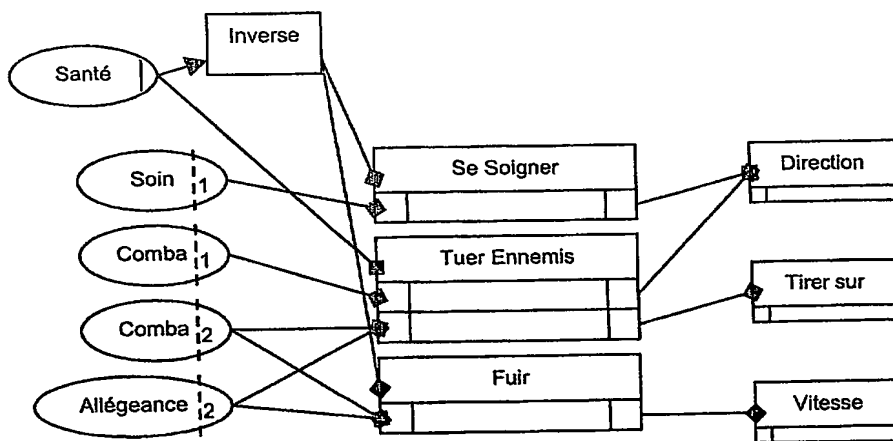 Inverse
Santé
Se Soigner
Direction
Soin 1
Tuer Ennemis
Comba 1
Tirer sur
Comba 2
Fuir
Allégeance 2
Vitesse